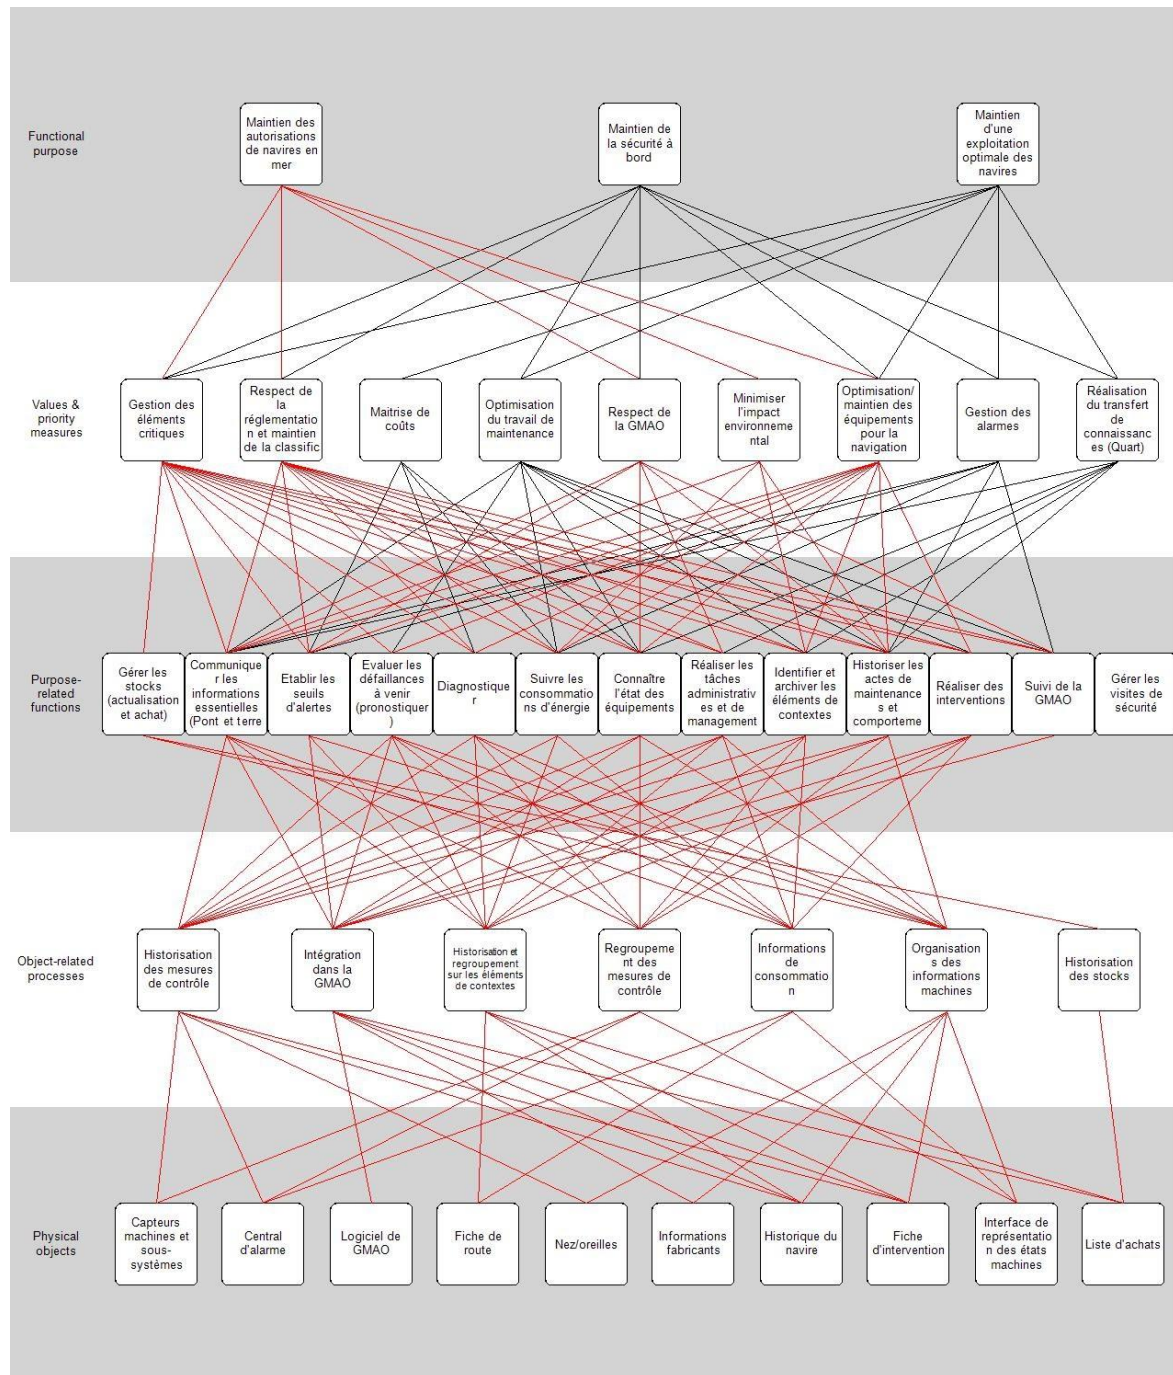 Functional
purpose
Maintien des
autorisations
de navires en
mer
Maintien de
la sécurité à
bord
Maintien
d'une
exploitation
optimale des
navires
Values &
priority
measures
Gestion des
éléments
critiques
Respect de
la
réglementatio
n et maintien
de la classific
Maitrise de
coûts
Optimisation
du travail de
maintenance
Respect de
la GMAO
Minimiser
l'impact
environneme
ntal
Optimisation/
maintien des
équipements
pour la
navigation
Gestion des
alarmes
Réalisation
du transfert
de
connaissanc
es (Quart)
Purpose-
related
functions
Gérer les
stocks
(actualisation
et achat)
Communique
r les
informations
essentielles
(Pont et terre
Etablir les
seuils
d'alertes
Evaluer les
défaillances
à venir
(pronostiquer
)
Diagnostique
r
Suivre les
consommatio
ns d'énergie
Connaître
l'état des
équipements
Réaliser les
tâches
administrativ
es et de
management
Identifier et
archiver les
éléments de
contextes
Historiser les
actes de
maintenance
s et
comporteme
Réaliser des
interventions
Suivi de la
GMAO
Gérer les
visites de
sécurité
Object-related
processes
Historisation
des mesures
de contrôle
Intégration
dans la
GMAO
Historisation et
regroupement
sur les éléments
de contextes
Regroupeme
nt des
mesures de
contrôle
Informations
de
consommatio
n
Organisation
s des
informations
machines
Historisation
des stocks
Physical
objects
Capteurs
machines et
sous-
systèmes
Central
d'alarme
Logiciel de
GMAO
Fiche de
route
Nez/oreilles
Informations
fabricants
Historique du
navire
Fiche
d'intervention
Interface de
représentatio
n des états
machines
Liste d'achats